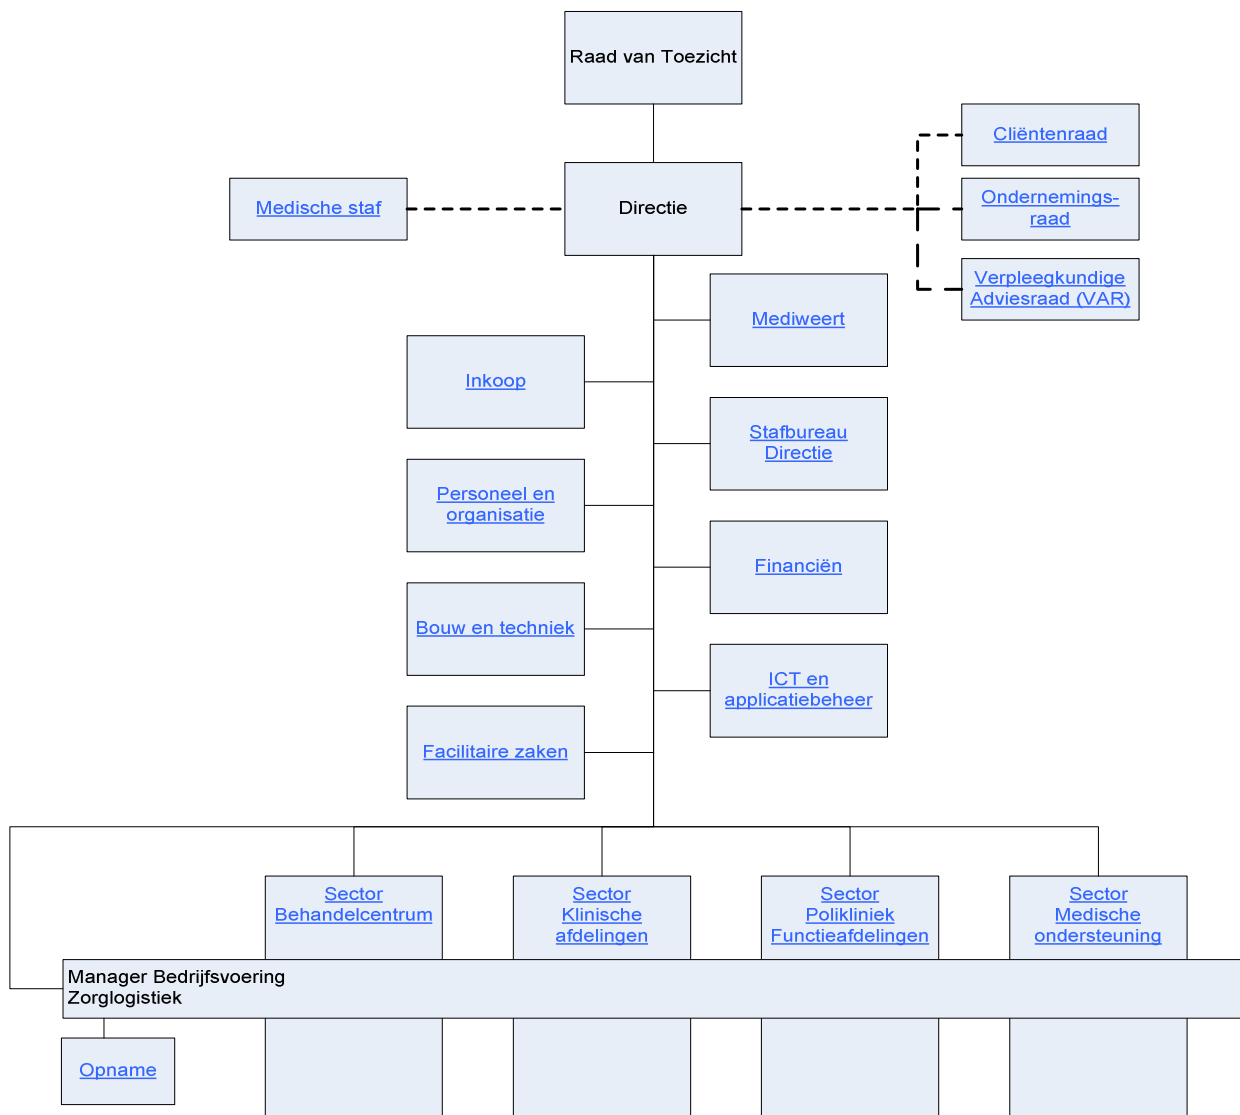 Raad van Toezicht
Cliëntenraad
Medische staf
Directie
Ondernemings-
raad
Verpleegkundige
Adviesraad (VAR)
Mediweert
Inkoop
Stafbureau
Directie
Personeel en
organisatie
Financiën
Bouw en techniek
ICT en
applicatiebeheer
Facilitaire zaken
Sector
Behandelcentrum
Sector
Klinische
afdelingen
Sector
Polikliniek
Functieafdelingen
Sector
Medische
ondersteuning
Manager Bedrijfsvoering
Zorglogistiek
Opname